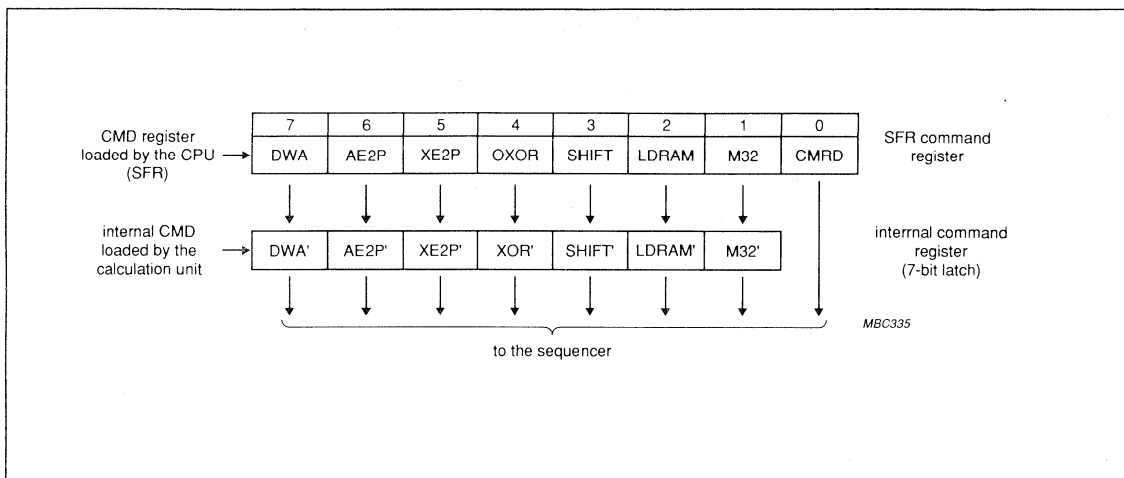 7 6 5 4 3 2 1 0
CMD register
loaded by the CPU
(SFR)
DWA AE2P XE2P OXOR SHIFT LDRAM M32 CMRD
SFR command
register
internal CMD
loaded by the
calculation unit
DWA' AE2P' XE2P' XOR' SHIFT' LDRAM' M32'
interrnal command
register
(7-bit latch)
MBC335
to the sequencer